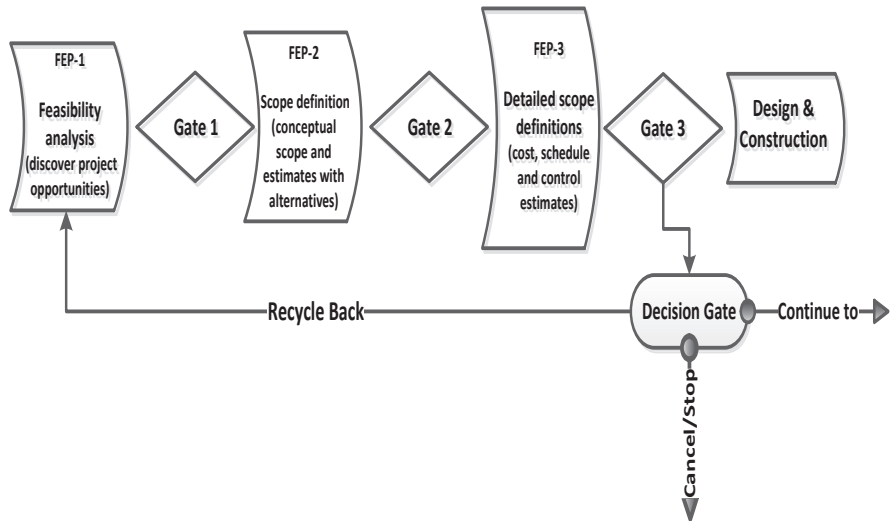 FEP-1
Feasibility
analysis
(discover project
opportunities)
Gate 1
FEP-2
Scope definition
(conceptual
scope and
estimates with
alternatives)
Gate 2
FEP-3
Detailed scope
definitions
(cost, schedule
and control
estimates)
Gate 3
Design &
Construction
Recycle Back
Decision Gate
Continue to
Cancel/Stop